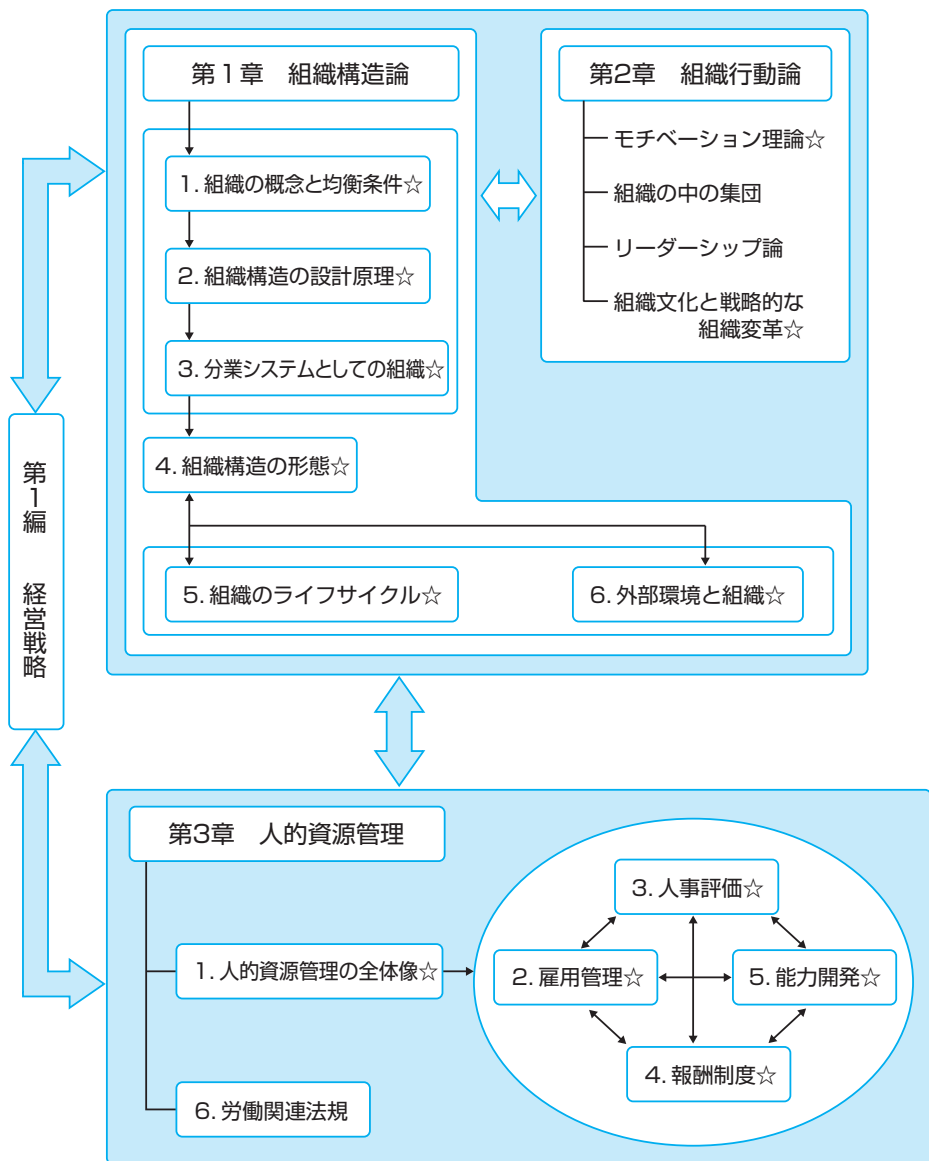 第1章 組織構造論
1. 組織の概念と均衡条件☆
2. 組織構造の設計原理☆
3. 分業システムとしての組織☆
4. 組織構造の形態☆
5. 組織のライフサイクル☆
6. 外部環境と組織☆
第2章 組織行動論
モチベーション理論☆
組織の中の集団
リーダーシップ論
組織文化と戦略的な
組織変革☆
第1編 経営戦略
第3章 人的資源管理
1. 人的資源管理の全体像☆
3. 人事評価☆
2. 雇用管理☆
5. 能力開発☆
4. 報酬制度☆
6. 労働関連法規